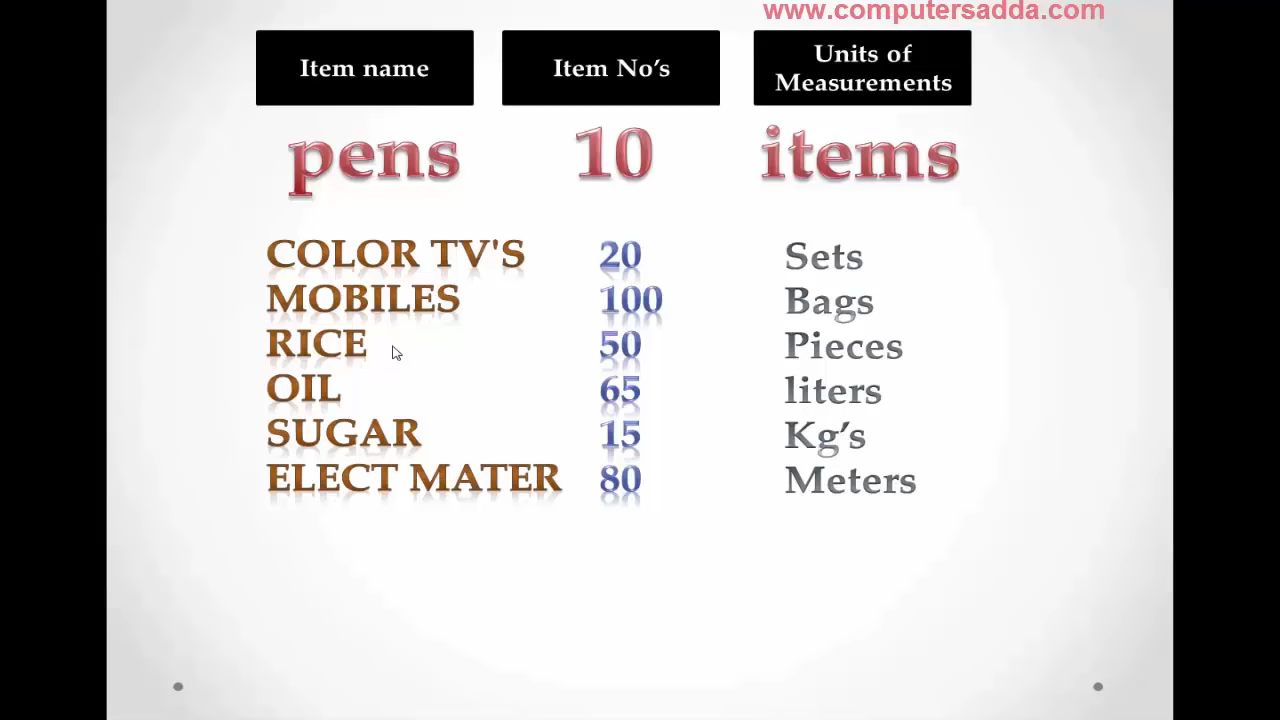 www.computersadda.com
Item name Item No's Units of
Measurements
pens 10 items
COLOR TV'S 20 Sets
MOBILES 100 Bags
RICE 50 Pieces
OIL 65 liters
SUGAR 15 Kg's
ELECT MATER 80 Meters